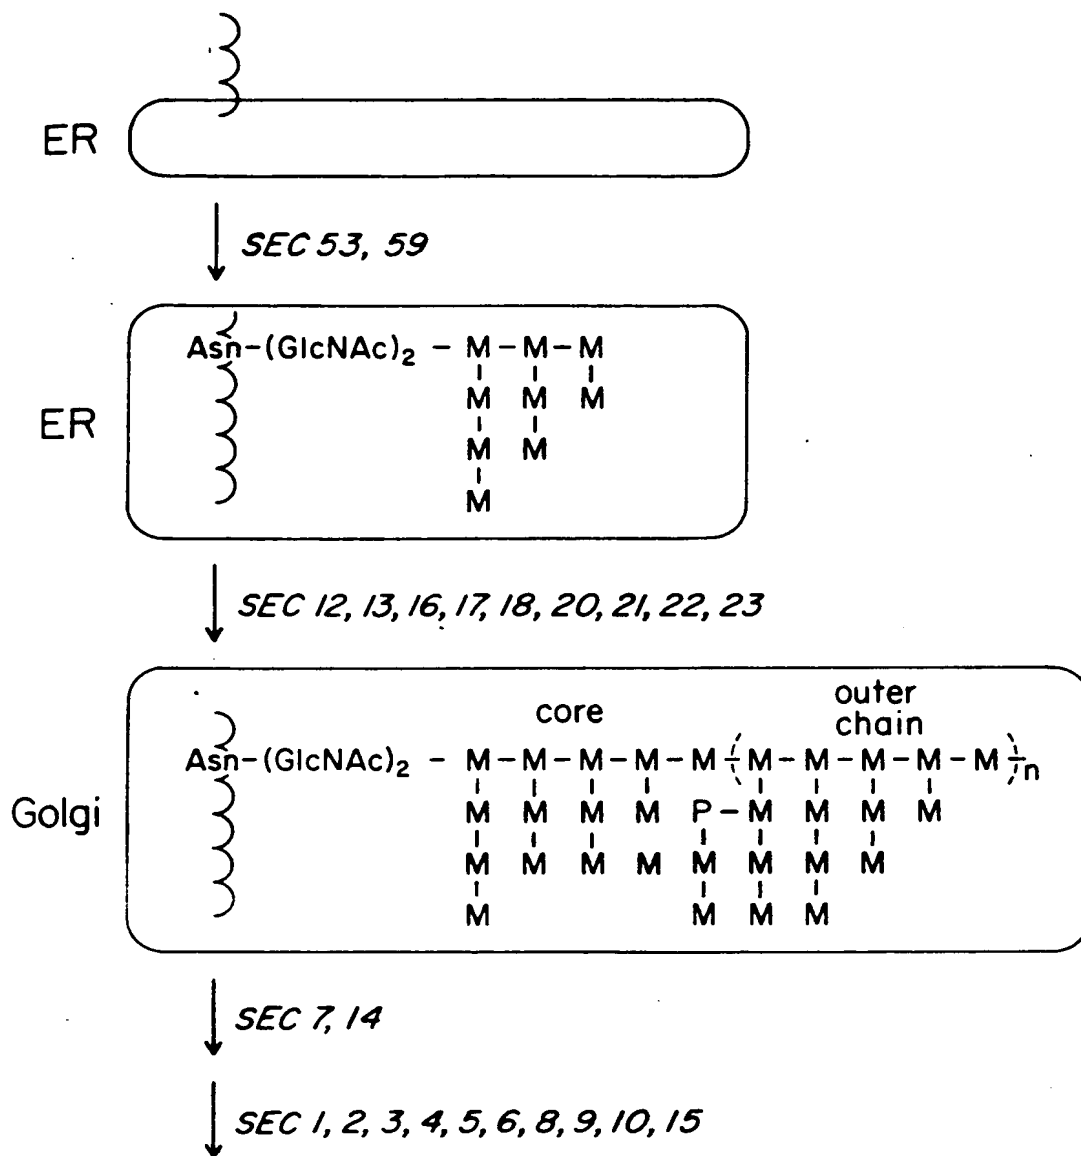 ER
SEC 53, 59
Asn-(GlcNAc)2 - M - M - M
M M M
ER
M M
M
SEC 12, 13, 16, 17, 18, 20, 21, 22, 23
core
outer
chain
Asn-(GlcNAc)2 - M - M - M - M - M (M - M - M - M - M)n
Golgi
M M M M P - M M M M
M M M M M M M M
M M M M
SEC 7, 14
SEC 1, 2, 3, 4, 5, 6, 8, 9, 10, 15